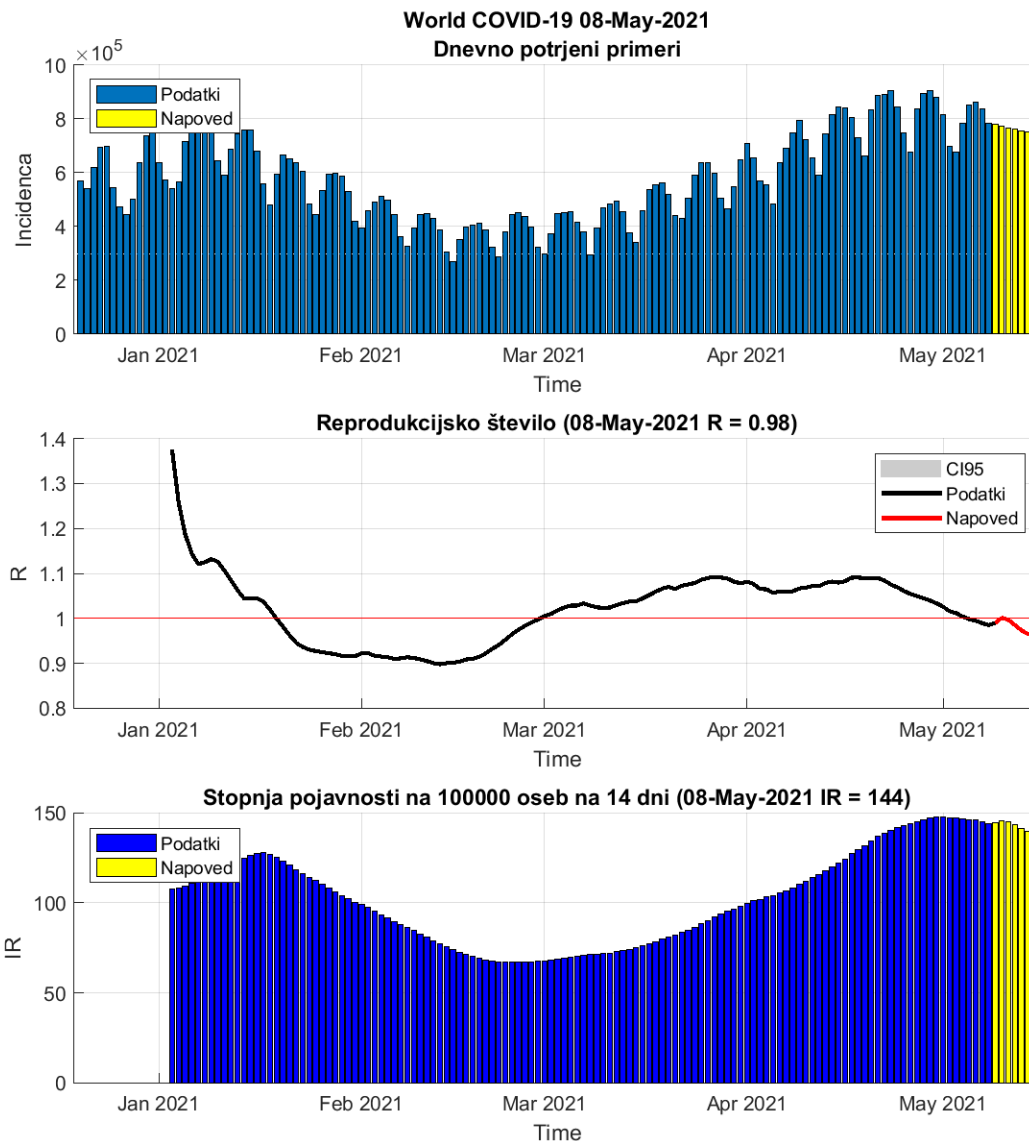 World COVID-19 08-May-2021
Dnevno potrjeni primeri
×10⁵
10
8
6
4
2
0
Incidenca
Podatki
Napoved
Jan 2021 Feb 2021 Mar 2021 Apr 2021 May 2021
Time
Reprodukcijsko število (08-May-2021 R = 0.98)
1.4
1.3
1.2
1.1
1
0.9
0.8
R
CI95
Podatki
Napoved
Jan 2021 Feb 2021 Mar 2021 Apr 2021 May 2021
Time
Stopnja pojavnosti na 100000 oseb na 14 dni (08-May-2021 IR = 144)
150
100
50
0
IR
Podatki
Napoved
Jan 2021 Feb 2021 Mar 2021 Apr 2021 May 2021
Time